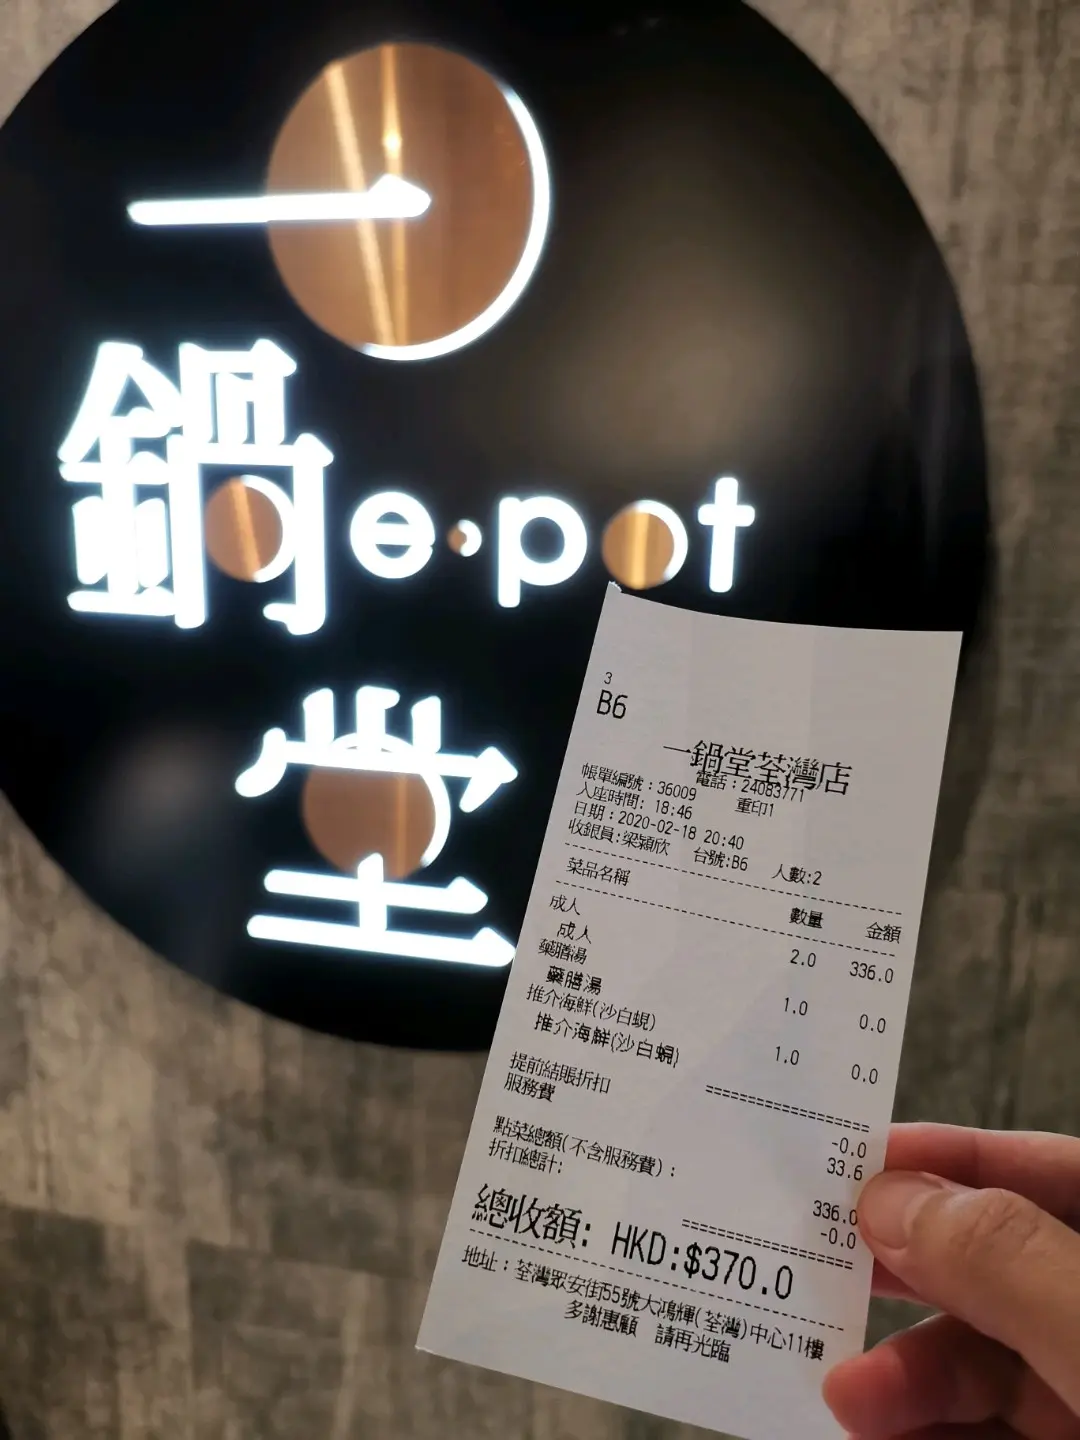 一
鍋 e·pot
堂
3
B6
一鍋堂荃灣店
電話：24083771
帳單編號：36009 重印1
入座時間: 18:46
日期：2020-02-18 20:40
收銀員:梁穎欣 台號:B6 人數:2
菜品名稱 數量 金額
成人 2.0 336.0
成人
藥膳湯 1.0 0.0
藥膳湯
推介海鮮(沙白蜆) 1.0 0.0
推介海鮮(沙白蜆)
提前結賬折扣 -0.0
服務費 33.6
點菜總額(不含服務費)： 336.0
折扣總計: -0.0
總收額: HKD:$370.0
地址：荃灣眾安街55號大鴻輝(荃灣)中心11樓
多謝惠顧 請再光臨